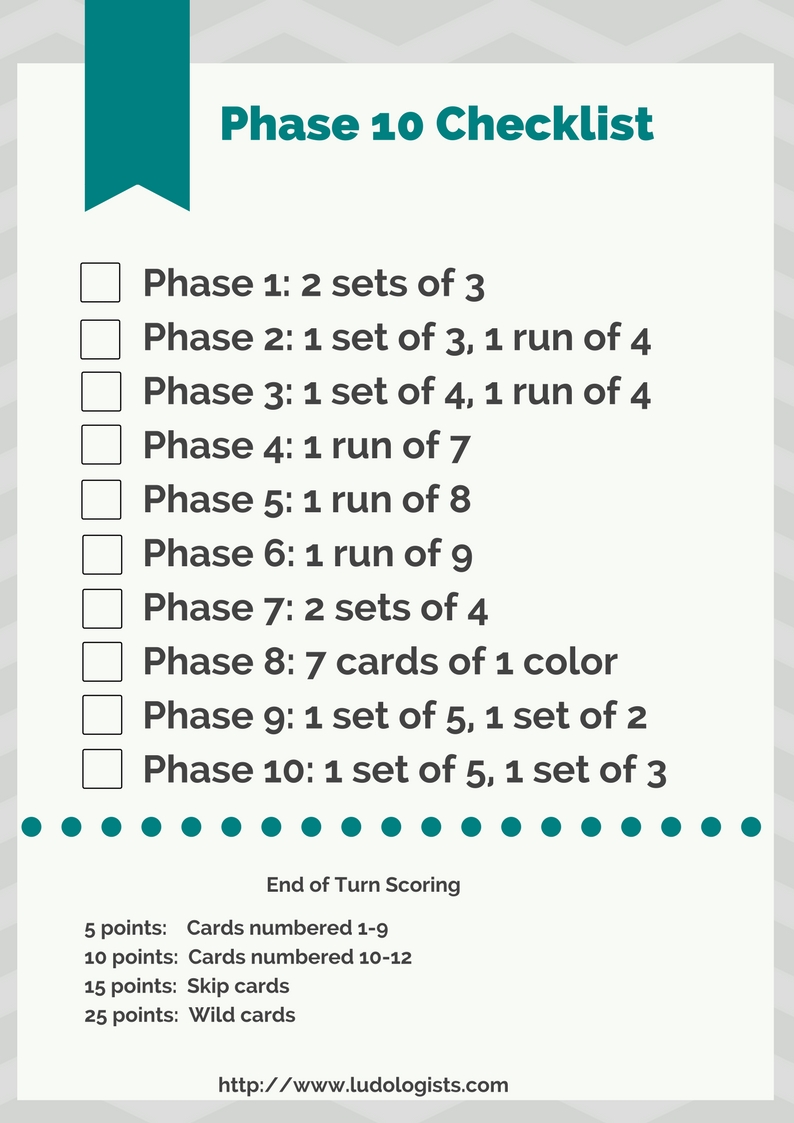 Phase 10 Checklist
Phase 1: 2 sets of 3
Phase 2: 1 set of 3, 1 run of 4
Phase 3: 1 set of 4, 1 run of 4
Phase 4: 1 run of 7
Phase 5: 1 run of 8
Phase 6: 1 run of 9
Phase 7: 2 sets of 4
Phase 8: 7 cards of 1 color
Phase 9: 1 set of 5, 1 set of 2
Phase 10: 1 set of 5, 1 set of 3
End of Turn Scoring
5 points: Cards numbered 1-9
10 points: Cards numbered 10-12
15 points: Skip cards
25 points: Wild cards
http://www.ludologists.com